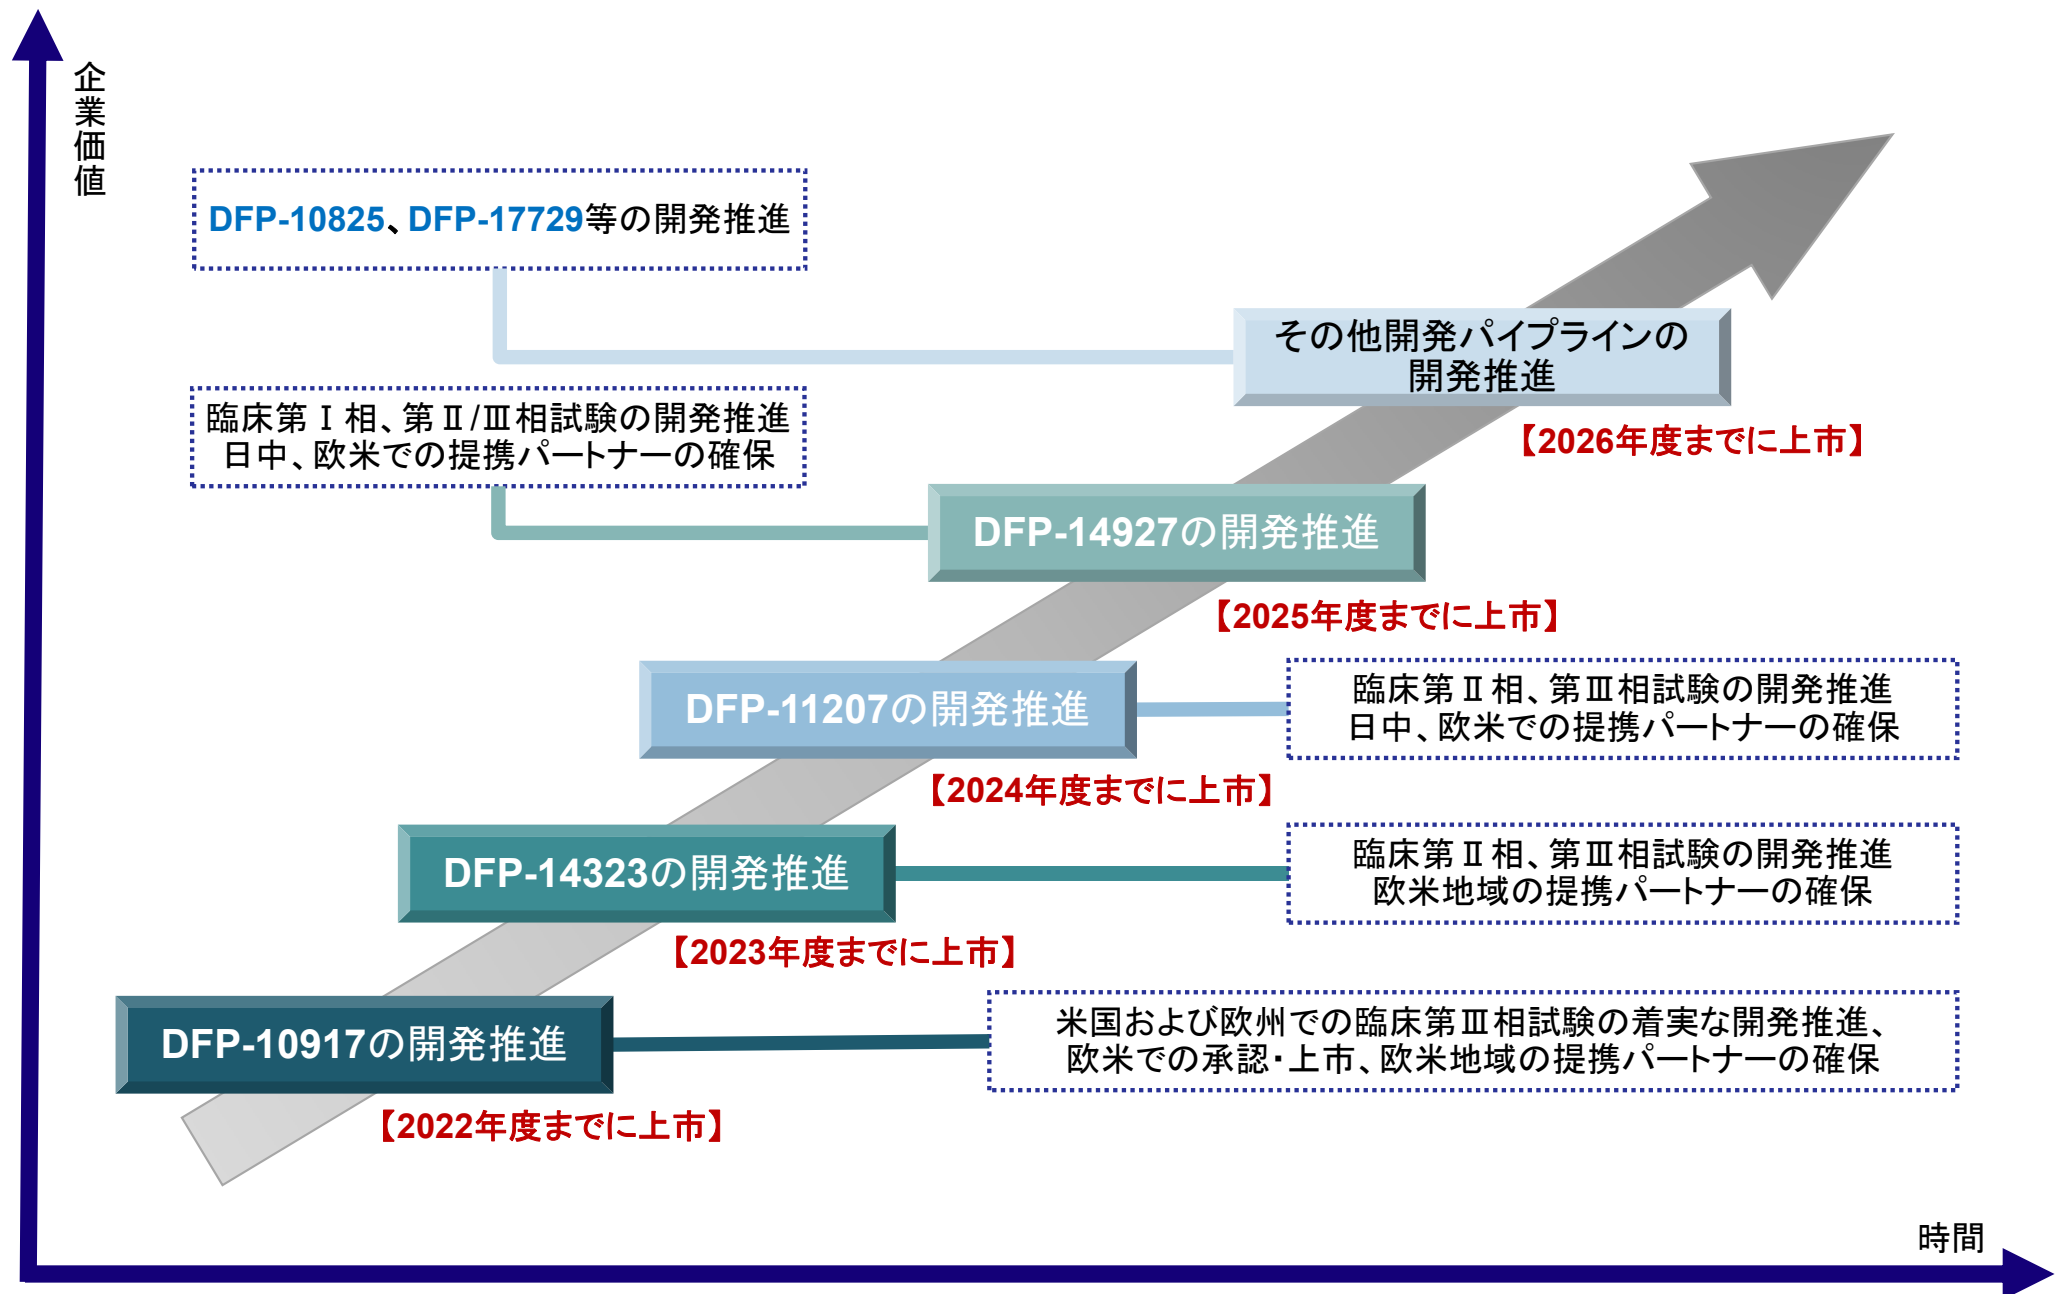 企業価値
DFP-10825、DFP-17729等の開発推進
その他開発パイプラインの
開発推進
【2026年度までに上市】
臨床第Ⅰ相、第Ⅱ/Ⅲ相試験の開発推進
日中、欧米での提携パートナーの確保
DFP-14927の開発推進
【2025年度までに上市】
DFP-11207の開発推進
臨床第Ⅱ相、第Ⅲ相試験の開発推進
日中、欧米での提携パートナーの確保
【2024年度までに上市】
DFP-14323の開発推進
臨床第Ⅱ相、第Ⅲ相試験の開発推進
欧米地域の提携パートナーの確保
【2023年度までに上市】
DFP-10917の開発推進
米国および欧州での臨床第Ⅲ相試験の着実な開発推進、
欧米での承認・上市、欧米地域の提携パートナーの確保
【2022年度までに上市】
時間